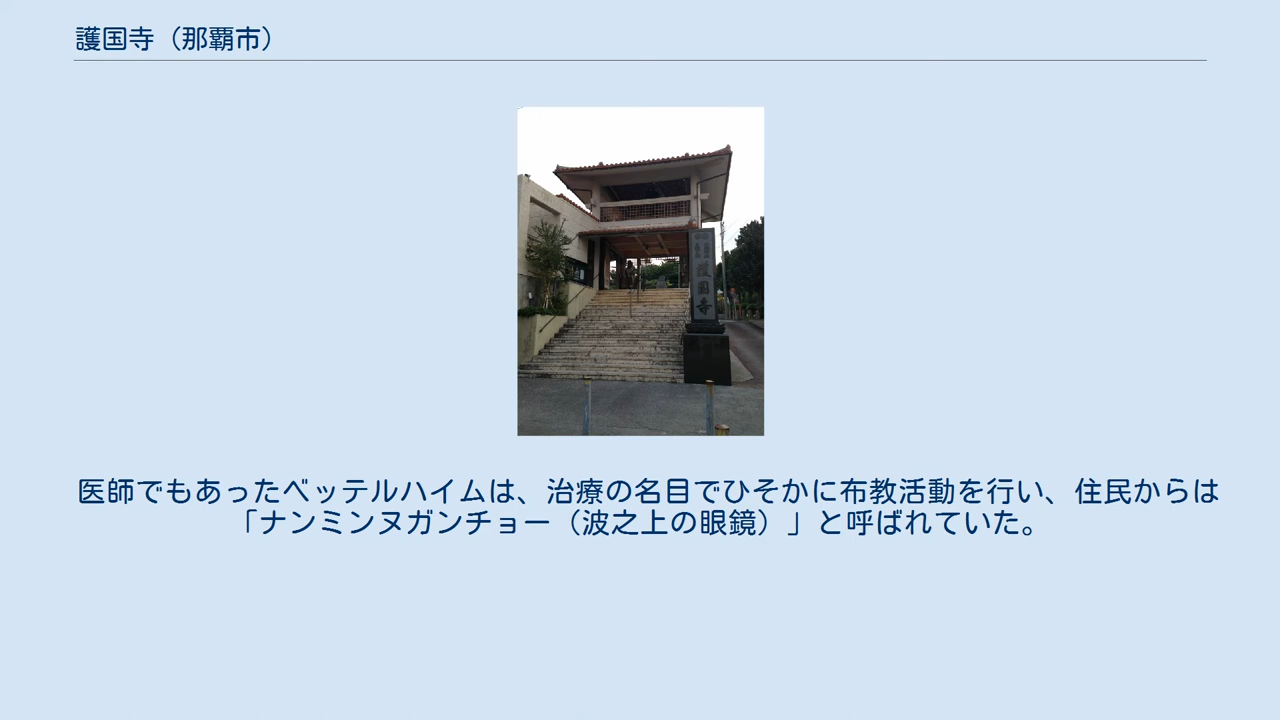 護国寺（那覇市）
護国寺
医師でもあったベッテルハイムは、治療の名目でひそかに布教活動を行い、住民からは
「ナンミンヌガンチョー（波之上の眼鏡）」と呼ばれていた。